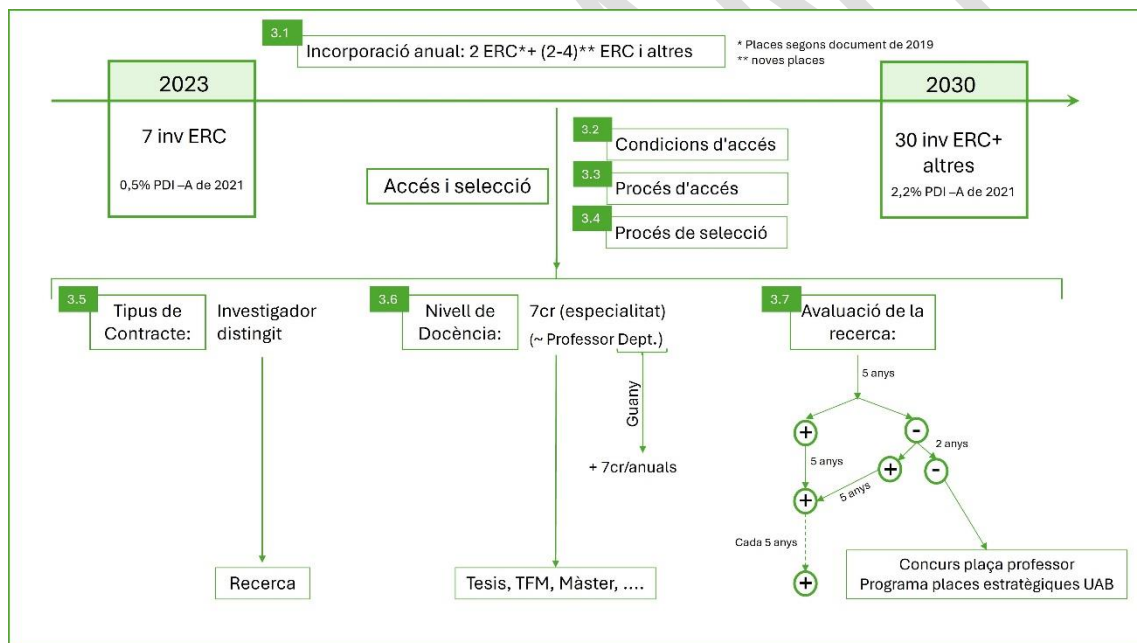 3.1
Incorporació anual: 2 ERC*+ (2-4)** ERC i altres
* Places segons document de 2019
** noves places
2023
7 inv ERC
0,5% PDI –A de 2021
2030
30 inv ERC+
altres
2,2% PDI –A de 2021
Accés i selecció
3.2
Condicions d'accés
3.3
Procés d'accés
3.4
Procés de selecció
3.5
Tipus de
Contracte:
Investigador
distingit
Recerca
3.6
Nivell de
Docència:
7cr (especialitat)
(~ Professor Dept.)
Guany
+ 7cr/anuals
Tesis, TFM, Màster, ....
3.7
Avaluació de la
recerca:
5 anys
+
-
2 anys
5 anys
+
-
5 anys
+
Cada 5 anys
+
Concurs plaça professor
Programa places estratègiques UAB